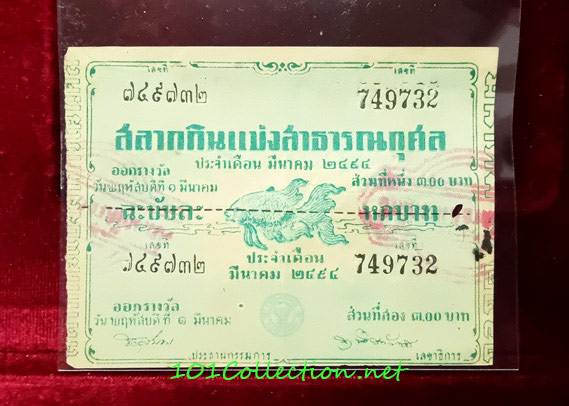 เลขที่ เลขที่
๗๔๙๗๓๒ 749732
สลากกินแบ่งสาธารณกุศล
ประจำเดือน มีนาคม ๒๔๙๔
ออกรางวัล ส่วนที่หนึ่ง ๓.๐๐ บาท
วันพฤหัสบดีที่ ๑ มีนาคม
ฉะบับละ หกบาท
เลขที่ เลขที่
๗๔๙๗๓๒ ประจำเดือน 749732
มีนาคม ๒๔๙๔
ออกรางวัล ส่วนที่สอง ๓.๐๐ บาท
วันพฤหัสบดีที่ ๑ มีนาคม
ประธานกรรมการ เลขาธิการ
101Collection.net